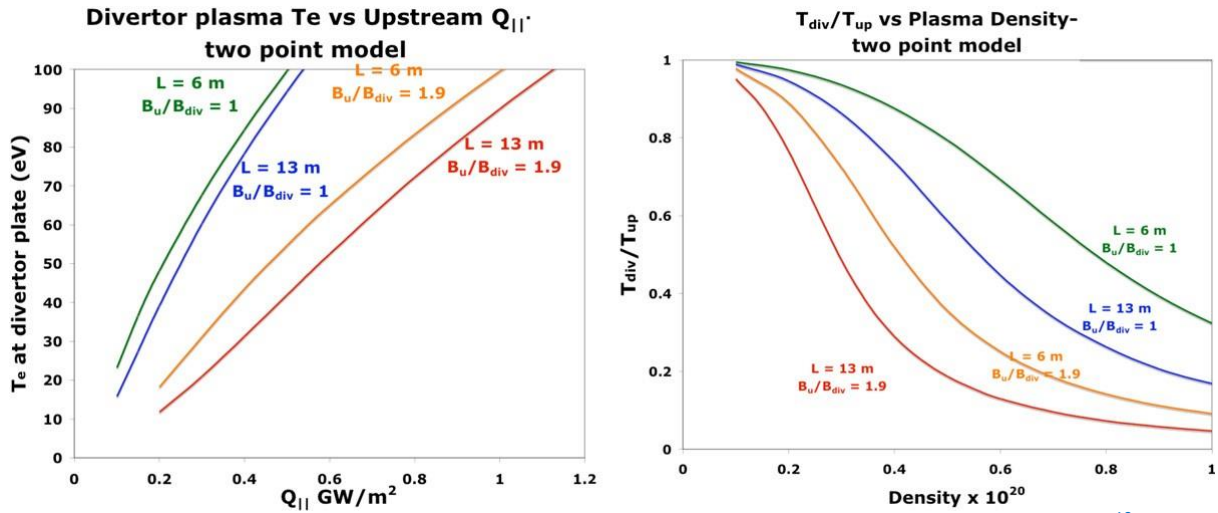 Divertor plasma Te vs Upstream Q||.
two point model
100
90
80
70
60
50
40
30
20
10
0
Te at divertor plate (eV)
L = 6 m
Bu/Bdiv = 1
L = 6 m
Bu/Bdiv = 1.9
L = 13 m
Bu/Bdiv = 1
L = 13 m
Bu/Bdiv = 1.9
0 0.2 0.4 0.6 0.8 1 1.2
Q|| GW/m²
Tdiv/Tup vs Plasma Density-
two point model
1
0.8
0.6
0.4
0.2
0
Tdiv/Tup
L = 6 m
Bu/Bdiv = 1
L = 13 m
Bu/Bdiv = 1
L = 6 m
Bu/Bdiv = 1.9
L = 13 m
Bu/Bdiv = 1.9
0 0.2 0.4 0.6 0.8 1
Density x 10²⁰